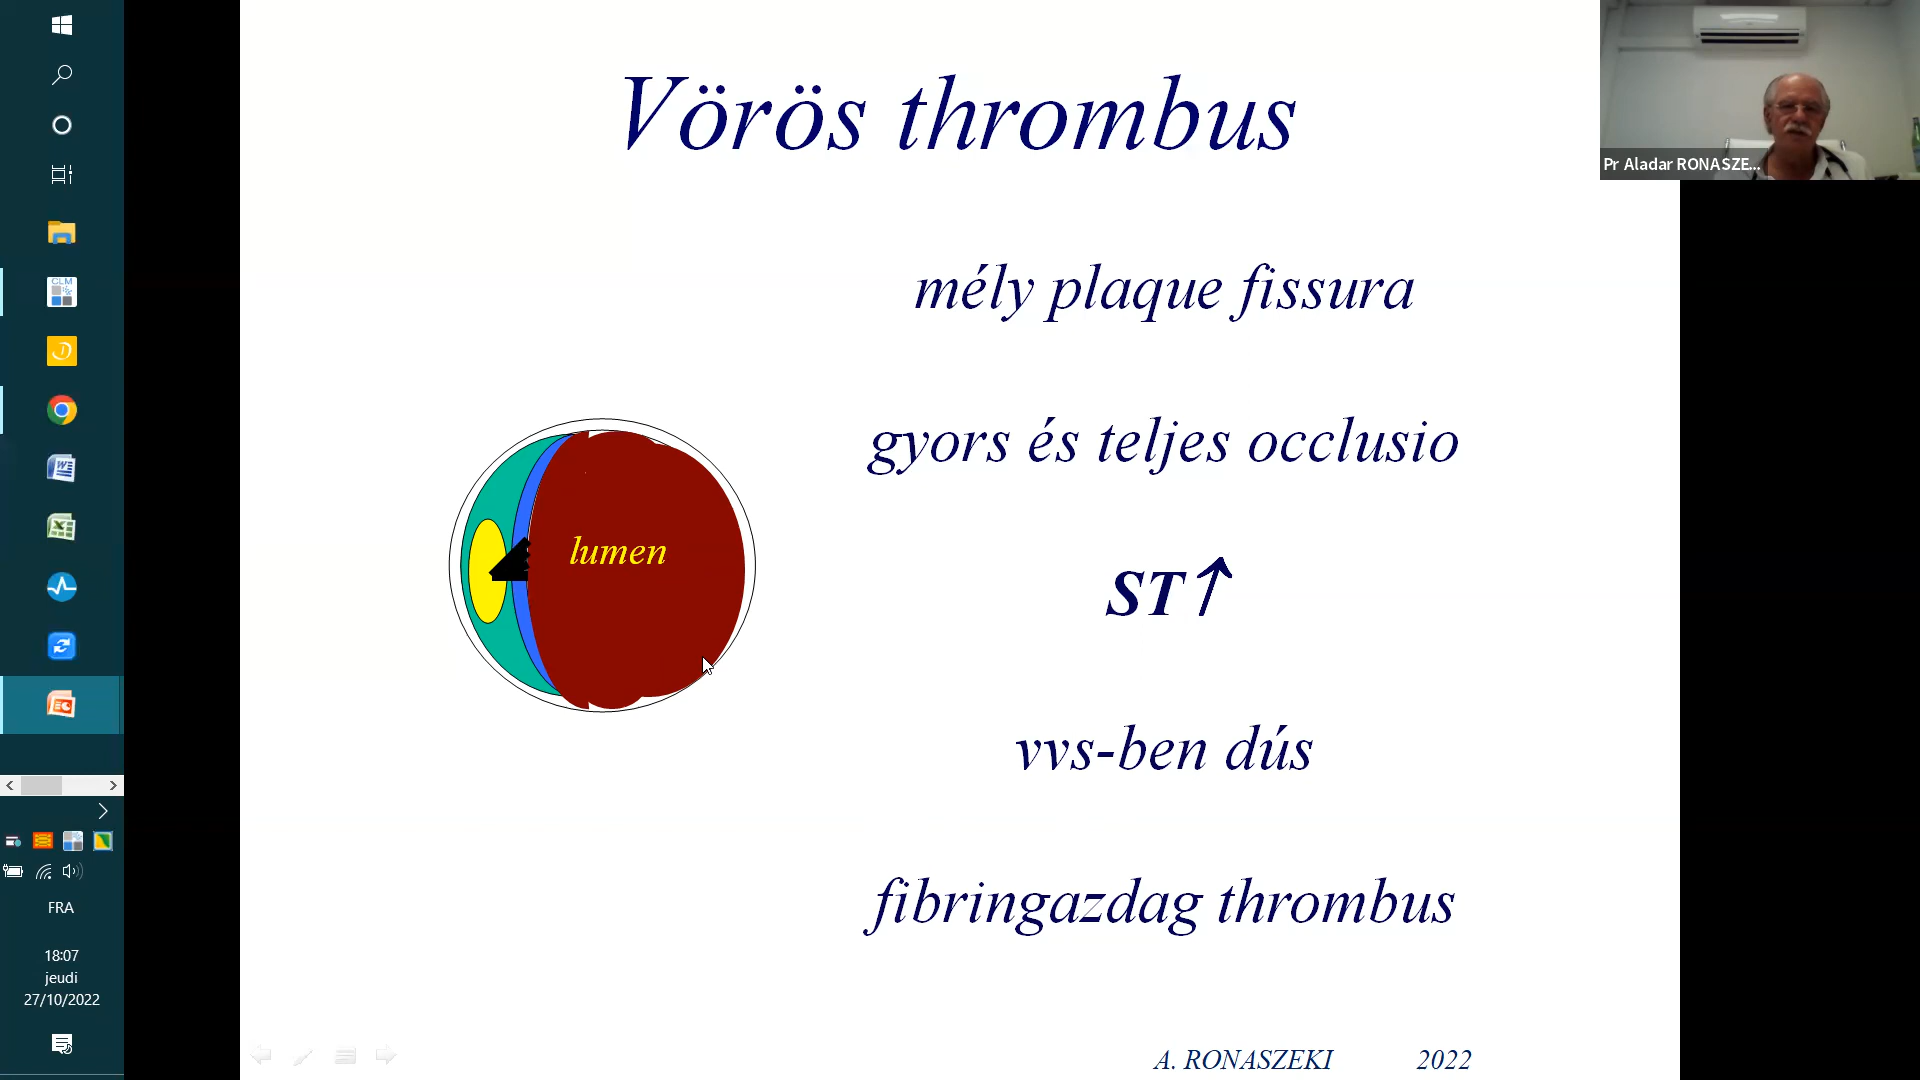 Vörös thrombus
mély plaque fissura
gyors és teljes occlusio
lumen
ST↑
vvs-ben dús
fibringazdag thrombus
A. RONASZEKI 2022
Pr Aladar RONASZE...
CLM
FRA
18:07
jeudi
27/10/2022